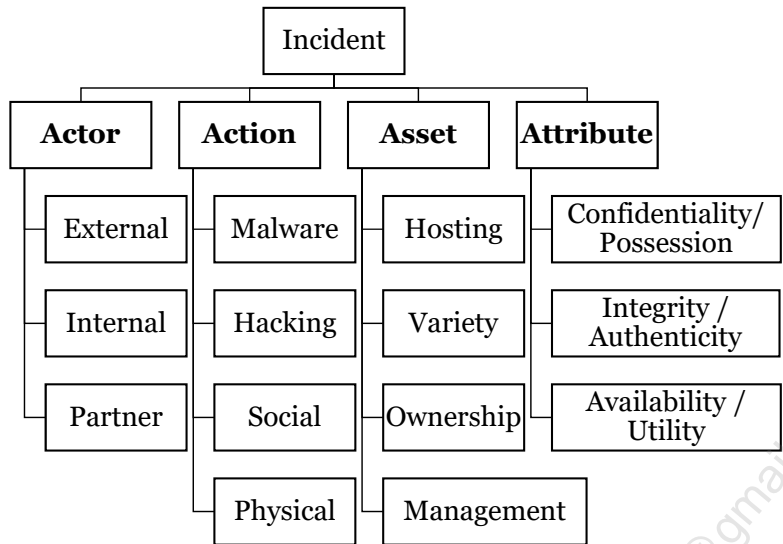 Incident
Actor
Action
Asset
Attribute
External
Malware
Hosting
Confidentiality/
Possession
Internal
Hacking
Variety
Integrity /
Authenticity
Partner
Social
Ownership
Availability /
Utility
Physical
Management
@gmail